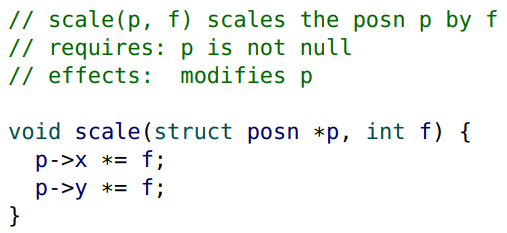 // scale(p, f) scales the posn p by f
// requires: p is not null
// effects:  modifies p

void scale(struct posn *p, int f) {
  p->x *= f;
  p->y *= f;
}